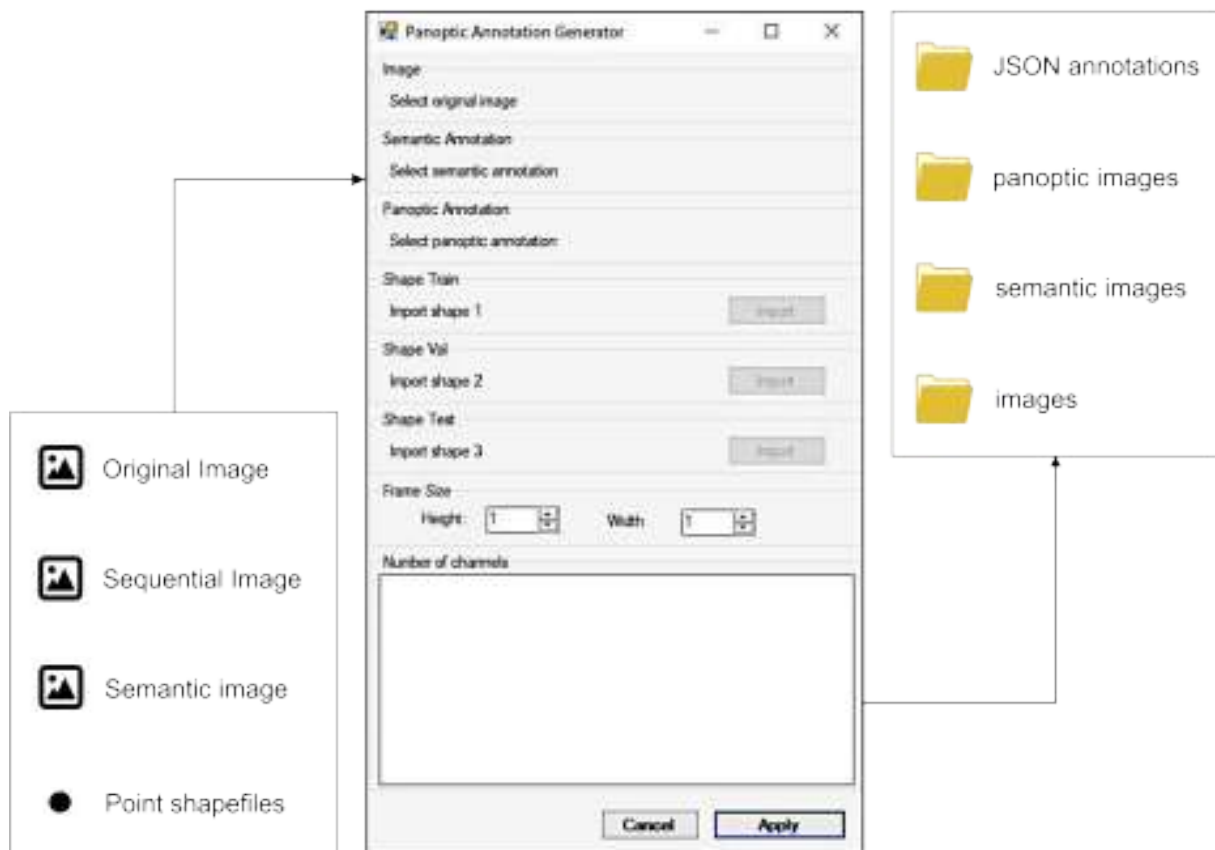 Original Image
Sequential Image
Semantic image
Point shapefiles
Panoptic Annotation Generator
Image
Select original image
Semantic Annotation
Select semantic annotation
Panoptic Annotation
Select panoptic annotation
Shape Train
Import shape 1
Import
Shape Val
Import shape 2
Import
Shape Test
Import shape 3
Import
Frame Size
Height: 1 Width: 1
Number of channels
Cancel Apply
JSON annotations
panoptic images
semantic images
images